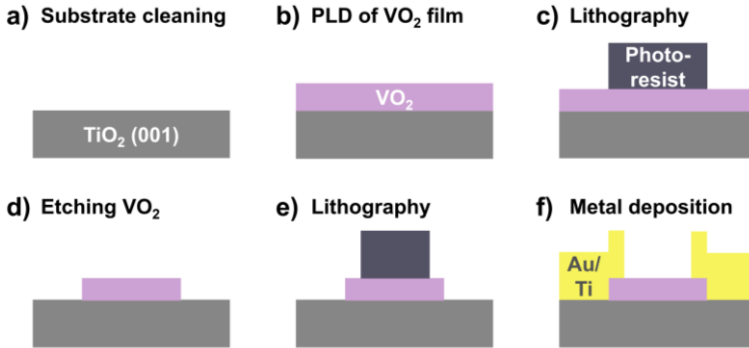 a) Substrate cleaning
TiO₂ (001)
b) PLD of VO₂ film
VO₂
c) Lithography
Photo-
resist
d) Etching VO₂
e) Lithography
f) Metal deposition
Au/
Ti